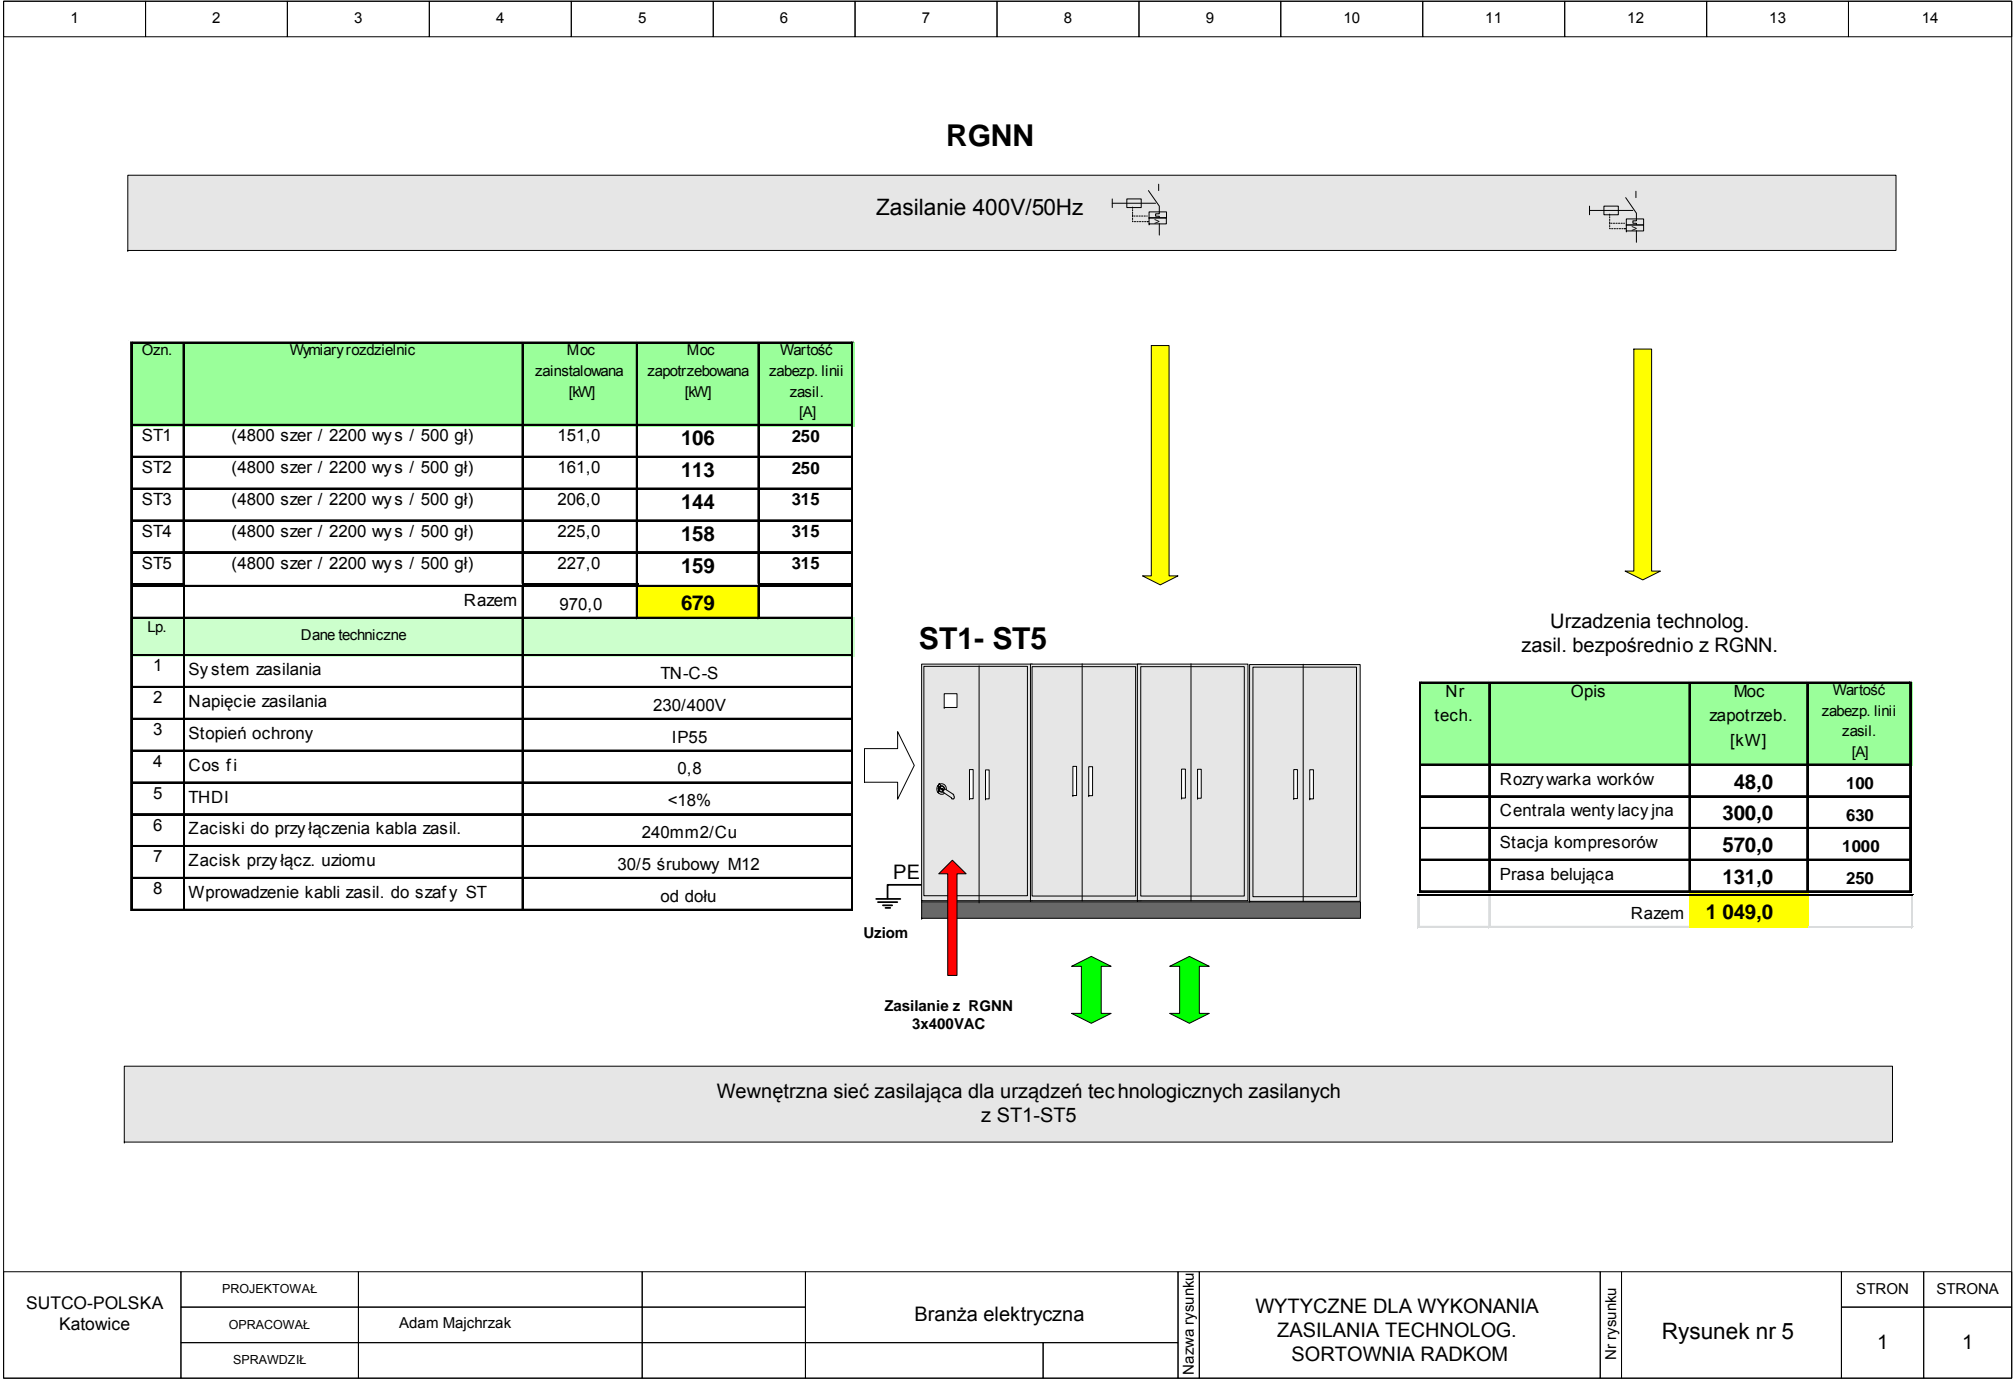 1 2 3 4 5 6 7 8 9 10 11 12 13 14
RGNN
Zasilanie 400V/50Hz
Ozn. Wymiary rozdzielnic Moc zainstalowana [kW] Moc zapotrzebowana [kW] Wartość zabezp. linii zasil. [A]
ST1 (4800 szer / 2200 wys / 500 gł) 151,0 106 250
ST2 (4800 szer / 2200 wys / 500 gł) 161,0 113 250
ST3 (4800 szer / 2200 wys / 500 gł) 206,0 144 315
ST4 (4800 szer / 2200 wys / 500 gł) 225,0 158 315
ST5 (4800 szer / 2200 wys / 500 gł) 227,0 159 315
Razem 970,0 679
Lp. Dane techniczne
1 System zasilania TN-C-S
2 Napięcie zasilania 230/400V
3 Stopień ochrony IP55
4 Cos fi 0,8
5 THDI <18%
6 Zaciski do przyłączenia kabla zasil. 240mm2/Cu
7 Zacisk przyłącz. uziomu 30/5 śrubowy M12
8 Wprowadzenie kabli zasil. do szafy ST od dołu
ST1- ST5
PE
Uziom
Zasilanie z RGNN
3x400VAC
Urzadzenia technolog.
zasil. bezpośrednio z RGNN.
Nr tech. Opis Moc zapotrzeb. [kW] Wartość zabezp. linii zasil. [A]
Rozrywarka worków 48,0 100
Centrala wentylacyjna 300,0 630
Stacja kompresorów 570,0 1000
Prasa belująca 131,0 250
Razem 1 049,0
Wewnętrzna sieć zasilająca dla urządzeń technologicznych zasilanych
z ST1-ST5
SUTCO-POLSKA
Katowice
PROJEKTOWAŁ
OPRACOWAŁ Adam Majchrzak
SPRAWDZIŁ
Branża elektryczna
Nazwa rysunku
WYTYCZNE DLA WYKONANIA
ZASILANIA TECHNOLOG.
SORTOWNIA RADKOM
Nr rysunku
Rysunek nr 5
STRON STRONA
1 1